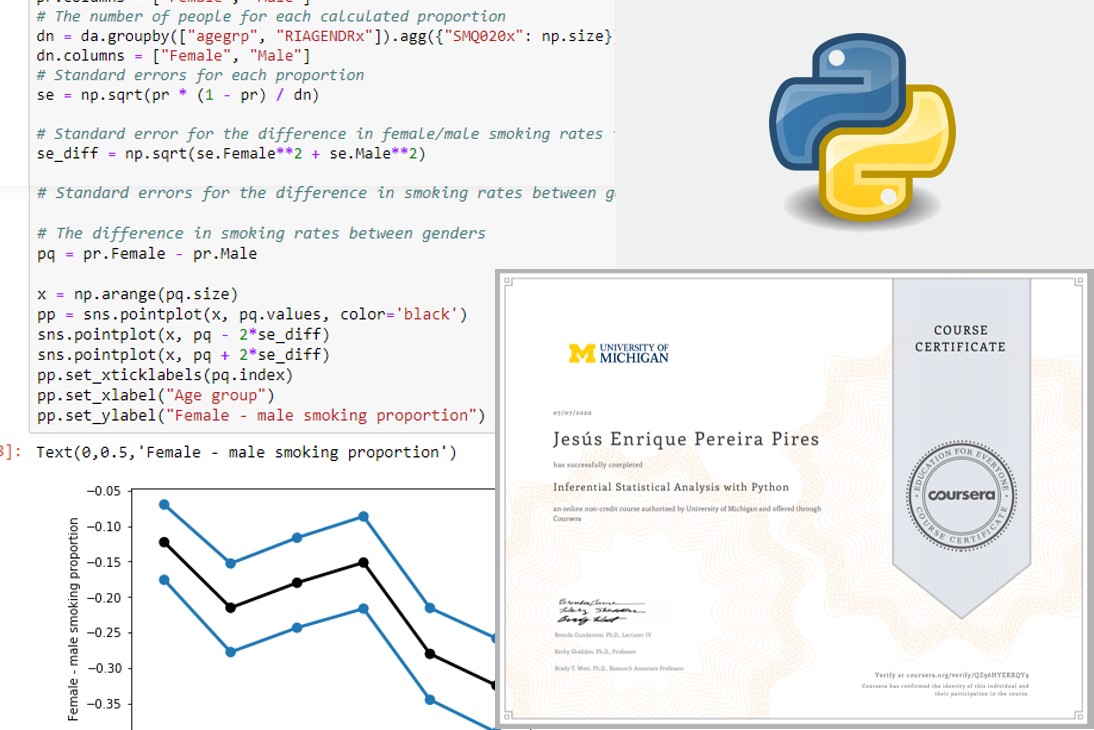 # The number of people for each calculated proportion
dn = da.groupby(["agegrp", "RIAGENDRx"]).agg({"SMQ020x": np.size}
dn.columns = ["Female", "Male"]
# Standard errors for each proportion
se = np.sqrt(pr * (1 - pr) / dn)
# Standard error for the difference in female/male smoking rates
se_diff = np.sqrt(se.Female**2 + se.Male**2)
# Standard errors for the difference in smoking rates between
# The difference in smoking rates between genders
pq = pr.Female - pr.Male
x = np.arange(pq.size)
pp = sns.pointplot(x, pq.values, color='black')
sns.pointplot(x, pq - 2*se_diff)
sns.pointplot(x, pq + 2*se_diff)
pp.set_xticklabels(pq.index)
pp.set_xlabel("Age group")
pp.set_ylabel("Female - male smoking proportion")
]: Text(0,0.5,'Female - male smoking proportion')
Female - male smoking proportion
−0.05
−0.10
−0.15
−0.20
−0.25
−0.30
−0.35
M UNIVERSITY OF
MICHIGAN
07/07/2020
Jesús Enrique Pereira Pires
has successfully completed
Inferential Statistical Analysis with Python
an online non-credit course authorized by University of Michigan and offered through
Coursera
Brenda Gunderson, Ph.D., Lecturer IV
Kerby Shedden, Ph.D., Professor
Brady T. West, Ph.D., Research Associate Professor
COURSE
CERTIFICATE
EDUCATION FOR EVERYONE
coursera
COURSE CERTIFICATE
Verify at coursera.org/verify/QZ96HYERXQY9
Coursera has confirmed the identity of this individual and
their participation in the course.